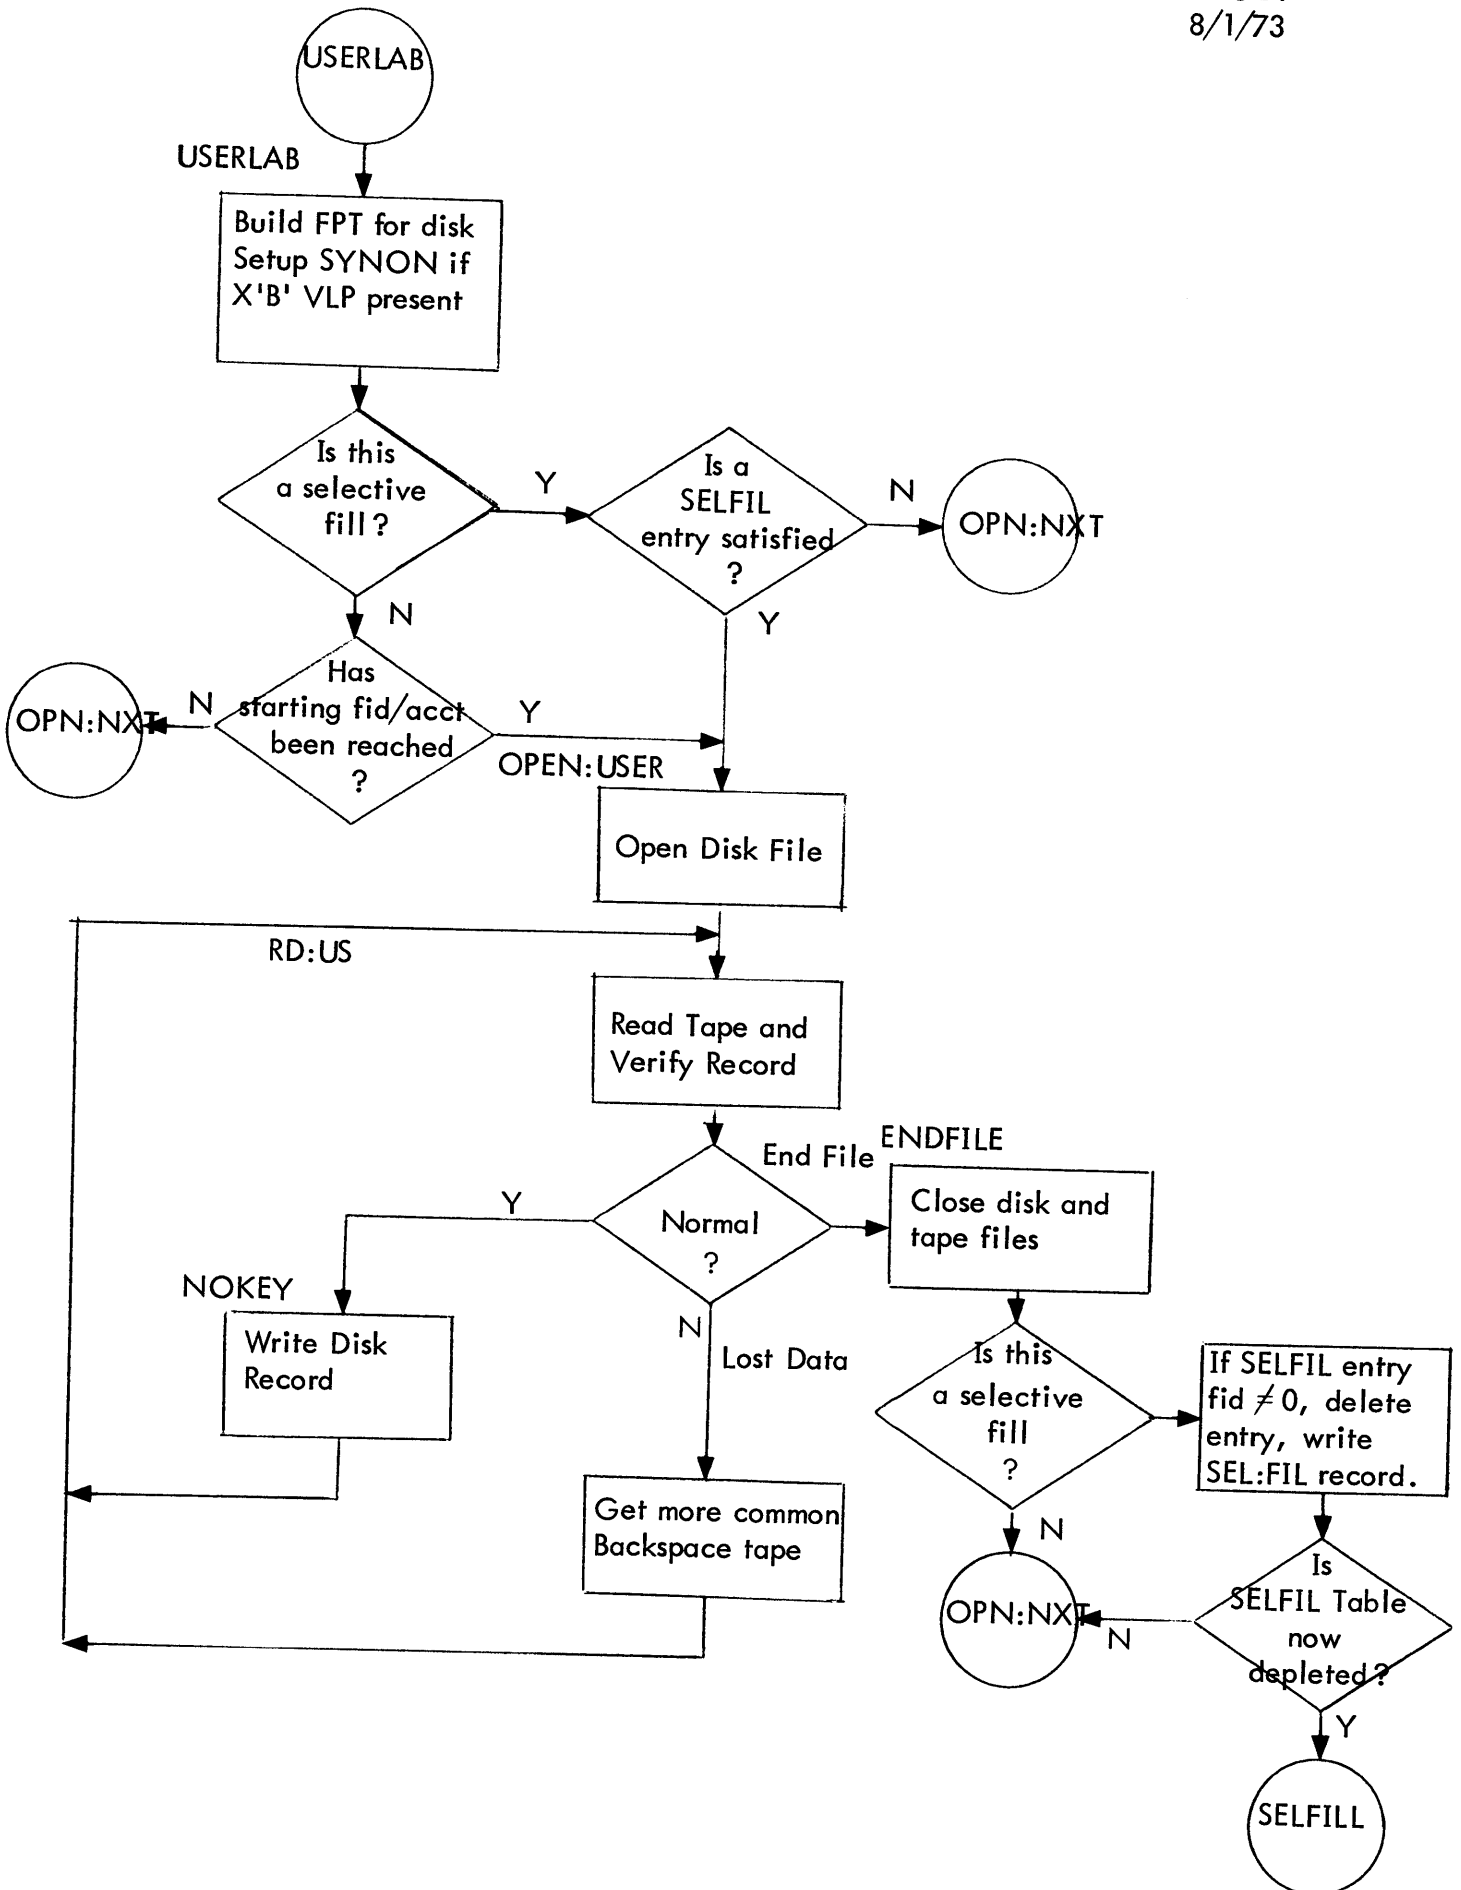 8/1/73
USERLAB
USERLAB
Build FPT for disk
Setup SYNON if
X'B' VLP present
Is this
a selective
fill?
Y
Is a
SELFIL
entry satisfied
?
N
OPN:NXT
N
Y
Has
starting fid/acct
been reached
?
N
OPN:NXT
Y
OPEN:USER
Open Disk File
RD:US
Read Tape and
Verify Record
Normal
?
End File
ENDFILE
Close disk and
tape files
Y
NOKEY
Write Disk
Record
N
Lost Data
Get more common
Backspace tape
Is this
a selective
fill
?
If SELFIL entry
fid ≠ 0, delete
entry, write
SEL:FIL record.
N
OPN:NXT
Is
SELFIL Table
now
depleted?
N
Y
SELFILL